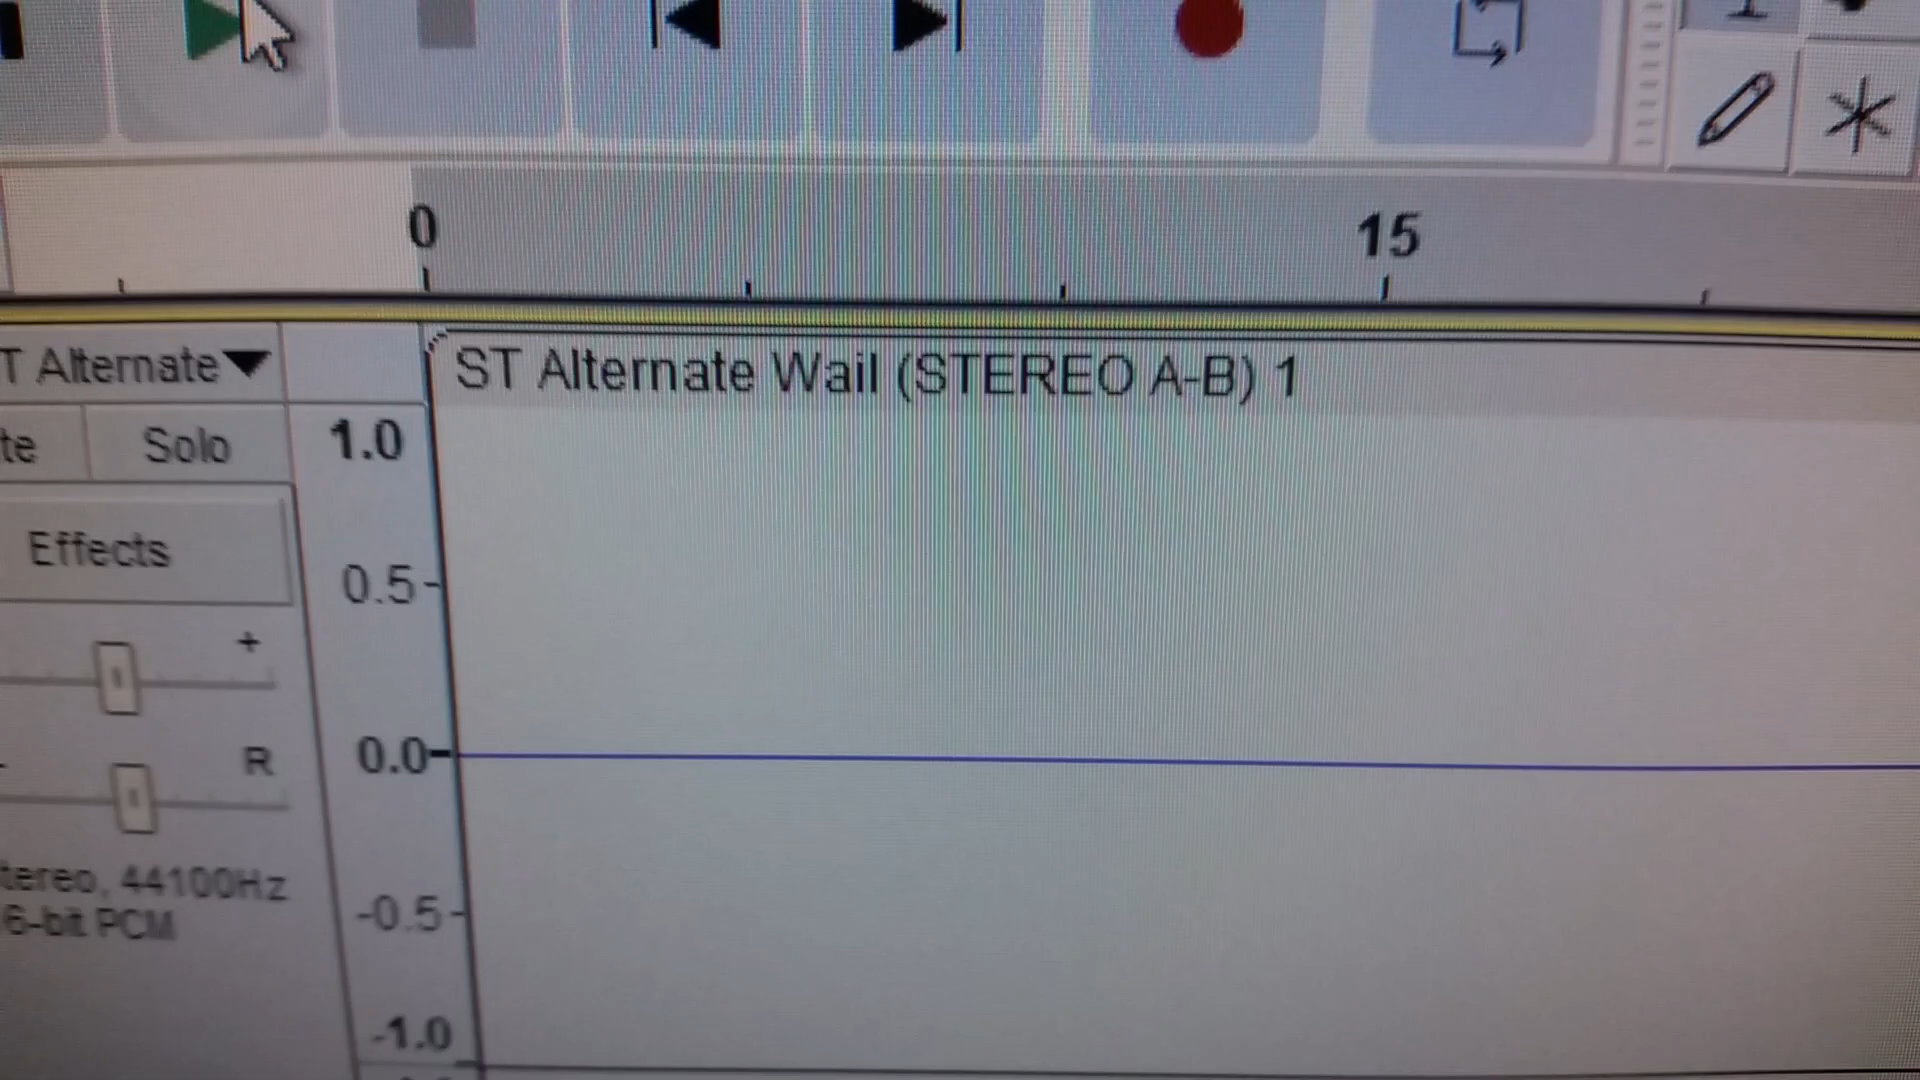 0 15
T Alternate
ST Alternate Wail (STEREO A-B) 1
te Solo
1.0
Effects
0.5
+
0.0
R
tereo, 44100Hz
6-bit PCM
-0.5
-1.0